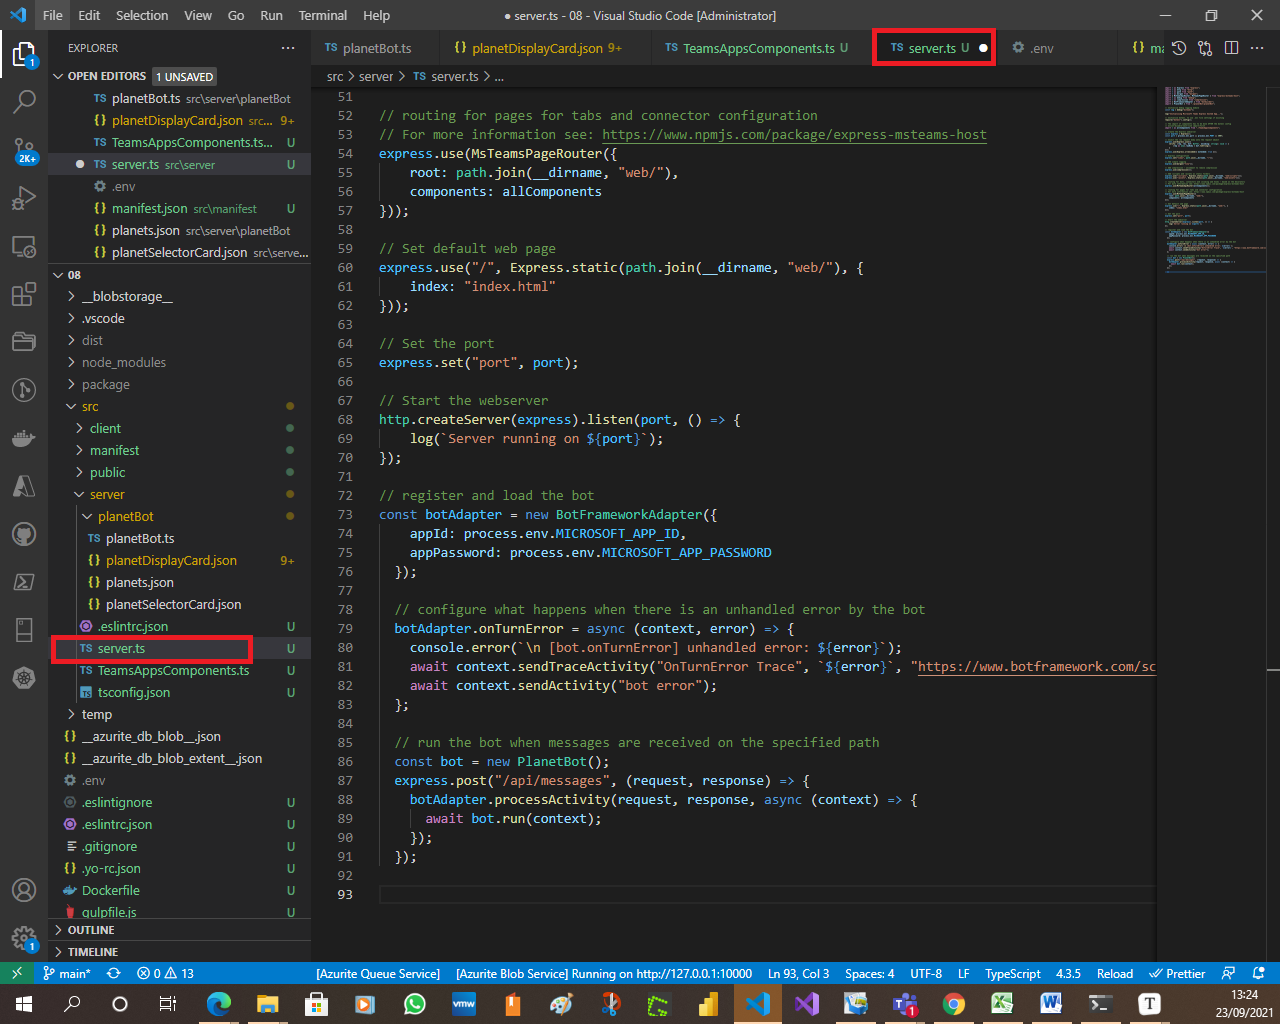 File Edit Selection View Go Run Terminal Help
● server.ts - 08 - Visual Studio Code [Administrator]
EXPLORER
TS planetBot.ts
{} planetDisplayCard.json 9+
TS TeamsAppsComponents.ts U
TS server.ts U ●
.env
{} ma
OPEN EDITORS 1 UNSAVED
TS planetBot.ts src\server\planetBot
{} planetDisplayCard.json src... 9+
TS TeamsAppsComponents.ts... U
● TS server.ts src\server U
.env
{} manifest.json src\manifest U
{} planets.json src\server\planetBot
{} planetSelectorCard.json src\serve...
08
__blobstorage__
.vscode
dist
node_modules
package
src
client
manifest
public
server
planetBot
TS planetBot.ts
{} planetDisplayCard.json 9+
{} planets.json
{} planetSelectorCard.json
.eslintrc.json U
TS server.ts U
TS TeamsAppsComponents.ts U
TS tsconfig.json U
temp
{} __azurite_db_blob__.json
{} __azurite_db_blob_extent__.json
.env
.eslintignore U
.eslintrc.json U
.gitignore U
{} .yo-rc.json U
Dockerfile U
gulpfile.js U
OUTLINE
TIMELINE
1
2K+
1
src > server > TS server.ts > ...
51
52 // routing for pages for tabs and connector configuration
53 // For more information see: https://www.npmjs.com/package/express-msteams-host
54 express.use(MsTeamsPageRouter({
55 root: path.join(__dirname, "web/"),
56 components: allComponents
57 }));
58
59 // Set default web page
60 express.use("/", Express.static(path.join(__dirname, "web/"), {
61 index: "index.html"
62 }));
63
64 // Set the port
65 express.set("port", port);
66
67 // Start the webserver
68 http.createServer(express).listen(port, () => {
69 log(`Server running on ${port}`);
70 });
71
72 // register and load the bot
73 const botAdapter = new BotFrameworkAdapter({
74 appId: process.env.MICROSOFT_APP_ID,
75 appPassword: process.env.MICROSOFT_APP_PASSWORD
76 });
77
78 // configure what happens when there is an unhandled error by the bot
79 botAdapter.onTurnError = async (context, error) => {
80 console.error(`\n [bot.onTurnError] unhandled error: ${error}`);
81 await context.sendTraceActivity("OnTurnError Trace", `${error}`, "https://www.botframework.com/sc
82 await context.sendActivity("bot error");
83 };
84
85 // run the bot when messages are received on the specified path
86 const bot = new PlanetBot();
87 express.post("/api/messages", (request, response) => {
88 botAdapter.processActivity(request, response, async (context) => {
89 await bot.run(context);
90 });
91 });
92
93
main* 0 13 [Azurite Queue Service] [Azurite Blob Service] Running on http://127.0.0.1:10000 Ln 93, Col 3 Spaces: 4 UTF-8 LF TypeScript 4.3.5 Reload Prettier
vmw
1
T
13:24
23/09/2021